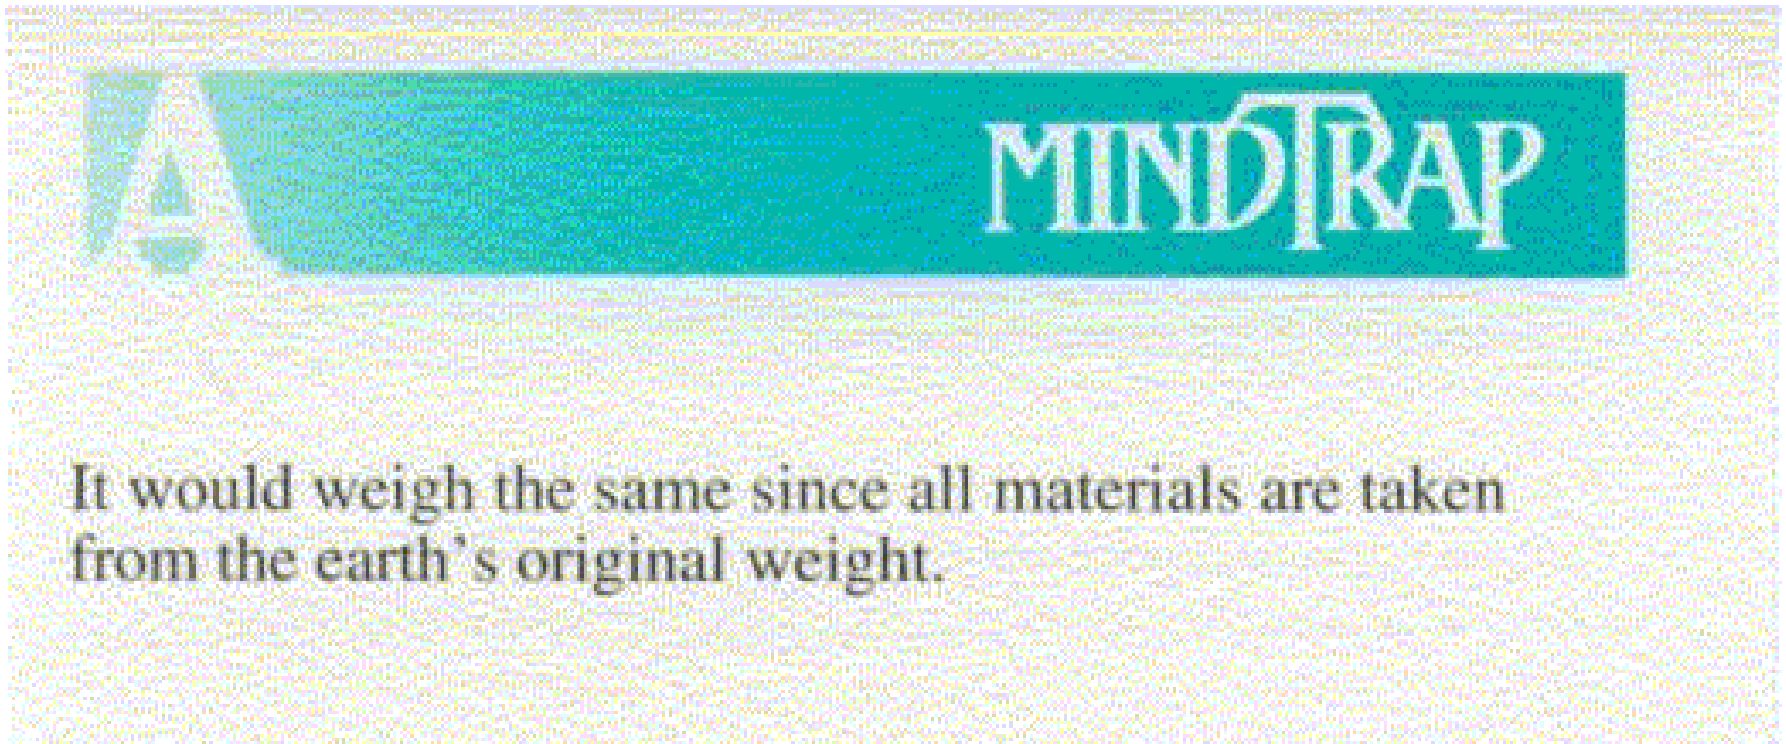 A
MINDTRAP
It would weigh the same since all materials are taken
from the earth's original weight.